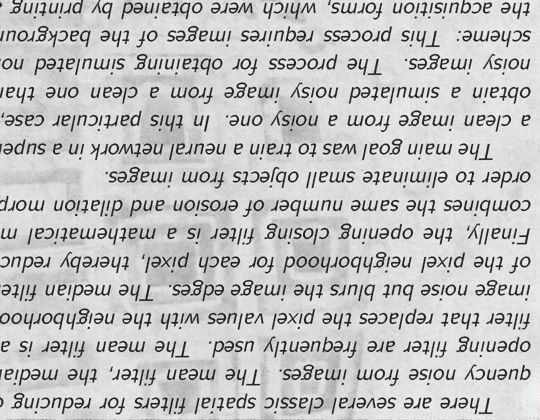 There are several classic spatial filters for reducing
quency noise from images. The mean filter, the median
opening filter are frequently used. The mean filter is a
filter that replaces the pixel values with the neighborhoo
image noise but blurs the image edges. The median filte
of the pixel neighborhood for each pixel, thereby reduc
Finally, the opening closing filter is a mathematical m
combines the same number of erosion and dilation morp
order to eliminate small objects from images.
The main goal was to train a neural network in a supe
a clean image from a noisy one. In this particular case,
obtain a simulated noisy image from a clean one than
noisy images. The process for obtaining simulated no
scheme: This process requires images of the background
the acquisition forms, which were obtained by printing